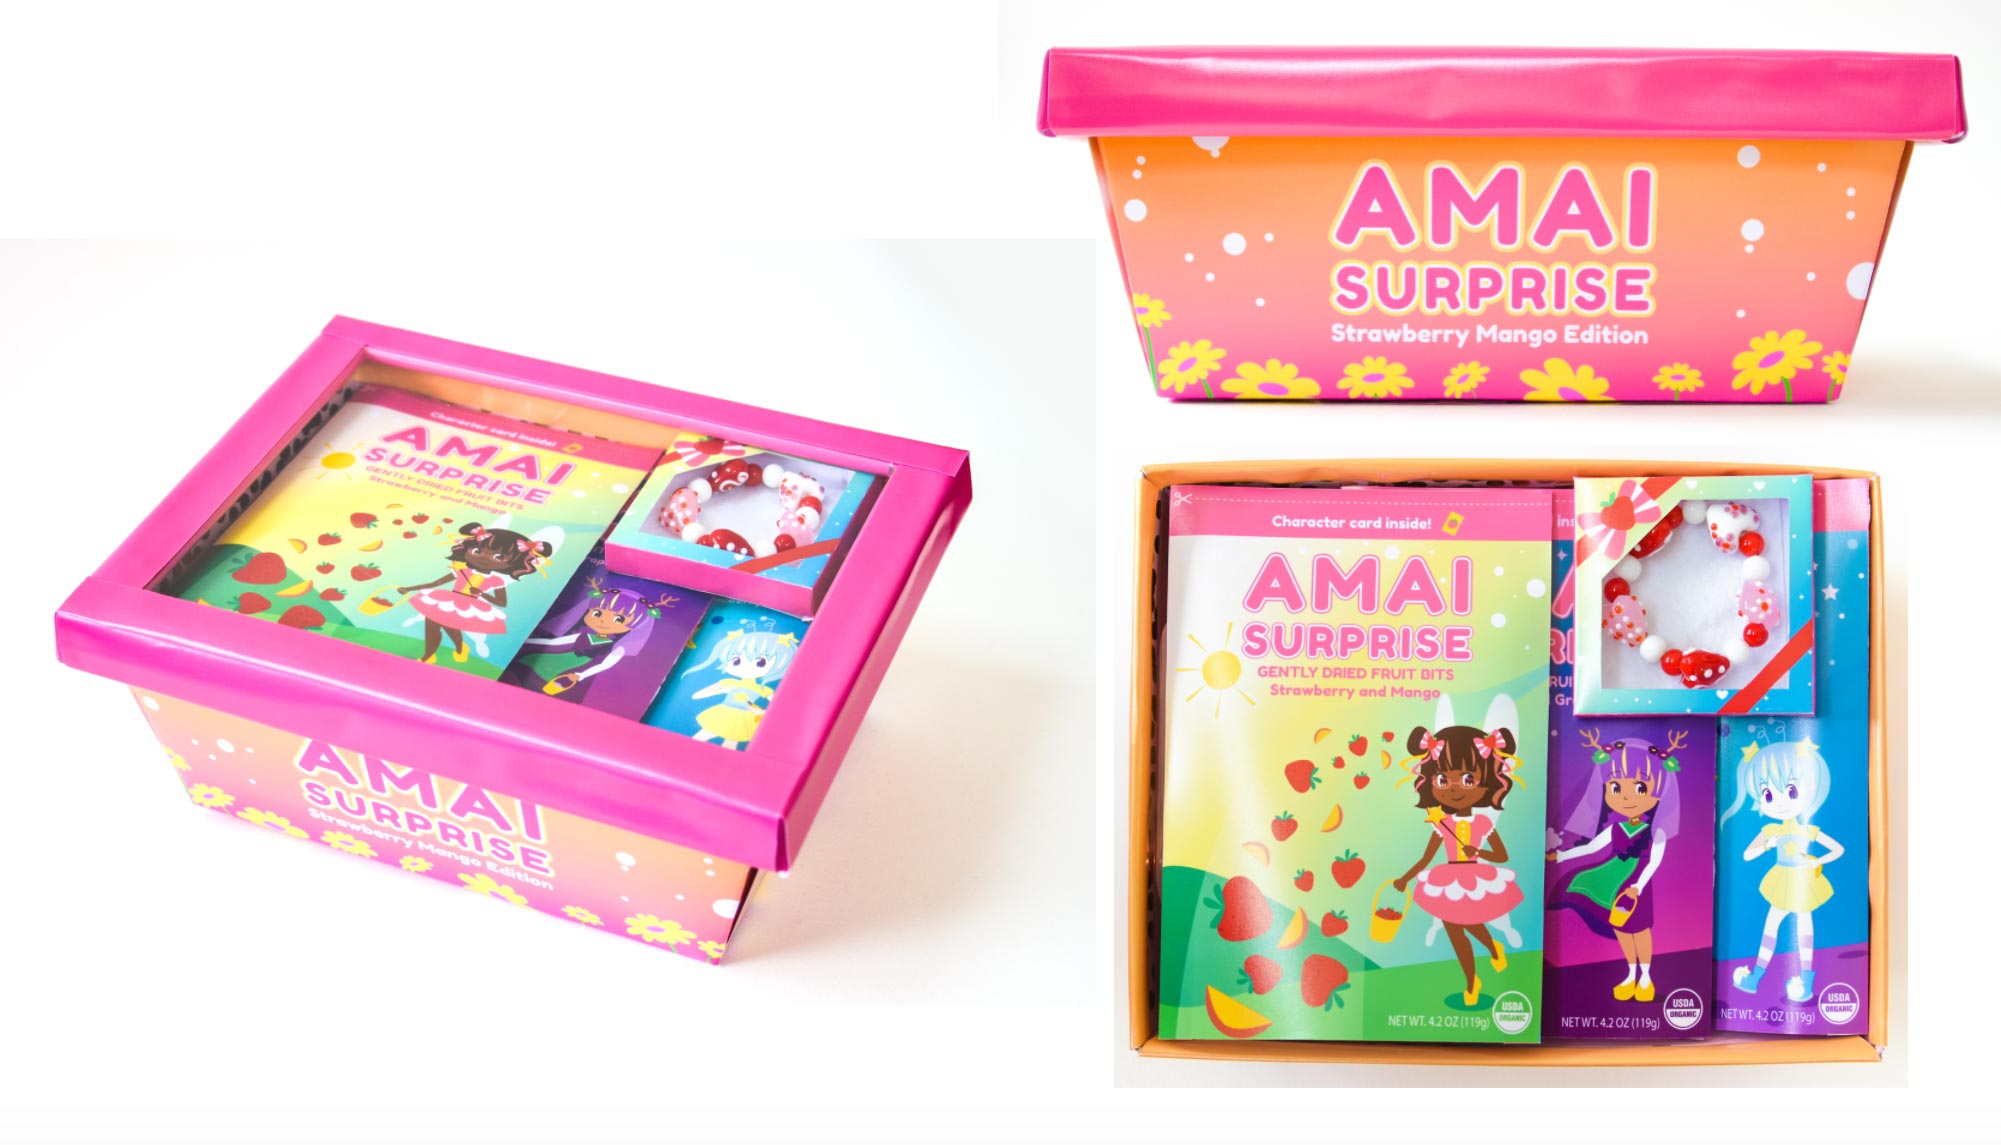 AMAI
SURPRISE
Strawberry Mango Edition
Character card inside!
AMAI
SURPRISE
GENTLY DRIED FRUIT BITS
Strawberry and Mango
AMAI
SURPRISE
Strawberry Mango Edition
Character card inside!
AMAI
SURPRISE
GENTLY DRIED FRUIT BITS
Strawberry and Mango
NET WT. 4.2 OZ (119g)
USDA
ORGANIC
NET WT. 4.2 OZ (119g)
USDA
ORGANIC
NET WT. 4.2 OZ (119g)
USDA
ORGANIC